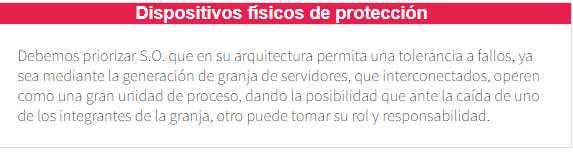 Dispositivos físicos de protección
Debemos priorizar S.O. que en su arquitectura permita una tolerancia a fallos, ya
sea mediante la generación de granja de servidores, que interconectados, operen
como una gran unidad de proceso, dando la posibilidad que ante la caída de uno
de los integrantes de la granja, otro puede tomar su rol y responsabilidad.